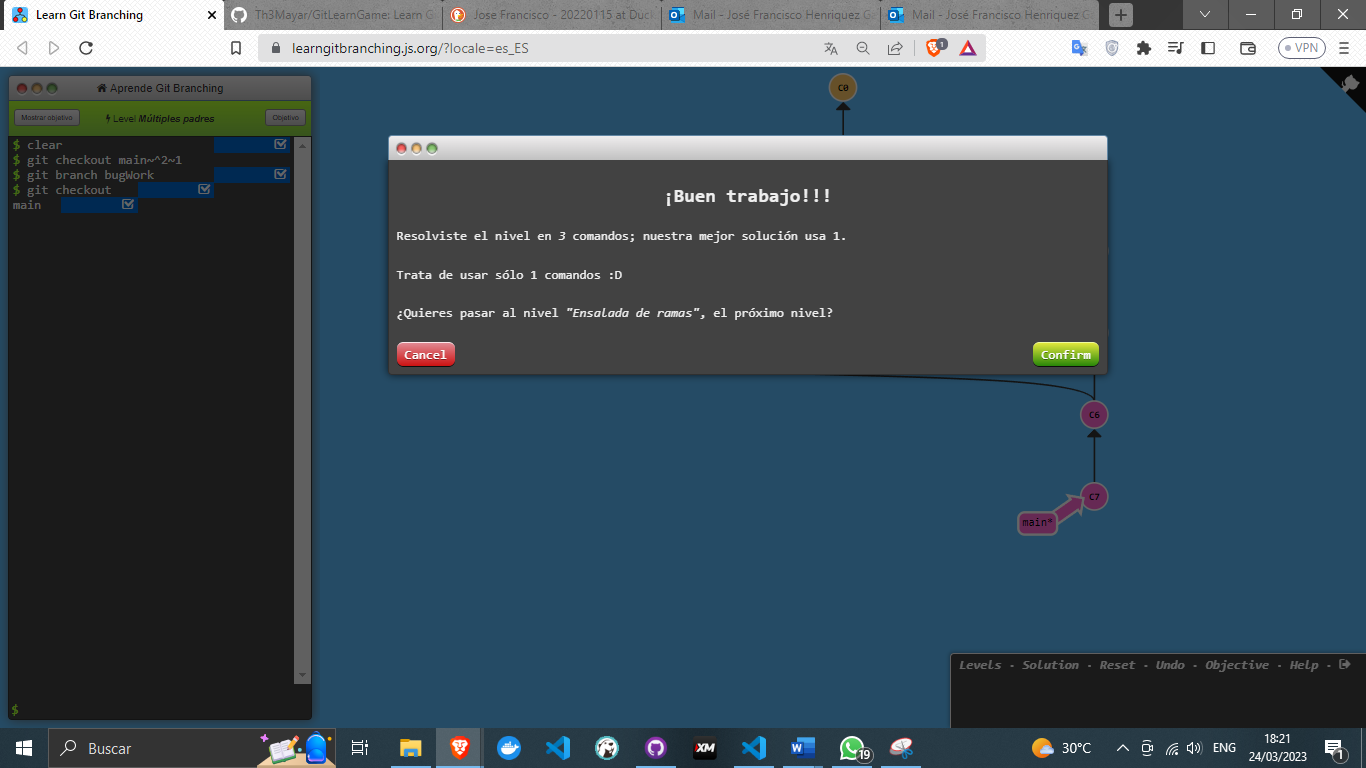 Learn Git Branching
Th3Mayar/GitLearnGame: Learn G
Jose Francisco - 20220115 at Duck
Mail - José Francisco Henriquez G
Mail - José Francisco Henriquez G
learngitbranching.js.org/?locale=es_ES
1
VPN
Aprende Git Branching
Mostrar objetivo
Level Múltiples padres
Objetivo
$ clear
$ git checkout main~^2~1
$ git branch bugWork
$ git checkout
main
$
C0
¡Buen trabajo!!!
Resolviste el nivel en 3 comandos; nuestra mejor solución usa 1.
Trata de usar sólo 1 comandos :D
¿Quieres pasar al nivel "Ensalada de ramas", el próximo nivel?
Cancel
Confirm
C6
C7
main*
Levels - Solution - Reset - Undo - Objective - Help -
Buscar
XM
19
30°C
ENG
18:21
24/03/2023
1